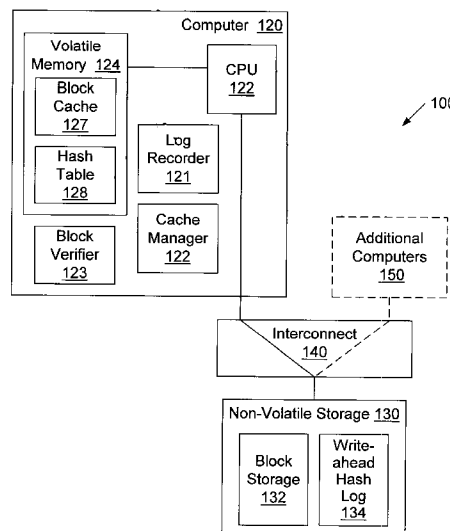 Computer 120
Volatile
Memory 124
Block
Cache
127
Hash
Table
128
CPU
122
Log
Recorder
121
Cache
Manager
122
Block
Verifier
123
100
Additional
Computers
150
Interconnect
140
Non-Volatile Storage 130
Block
Storage
132
Write-
ahead
Hash
Log
134